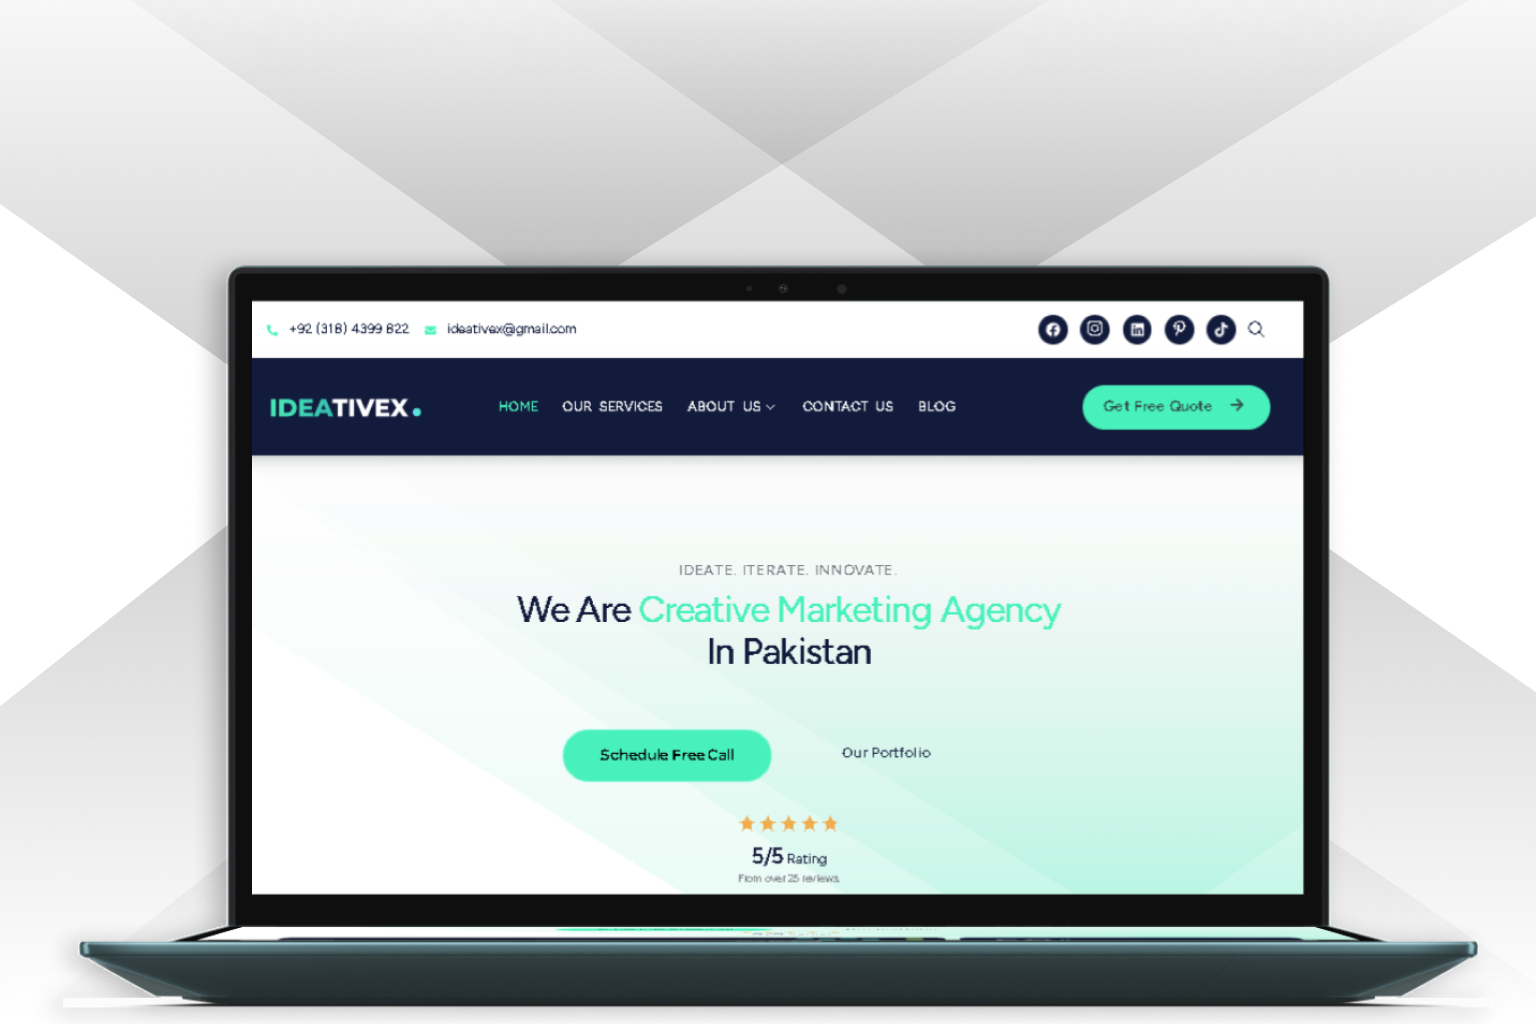 +92 (318) 4399 822 ideativex@gmail.com
IDEATIVEX. HOME OUR SERVICES ABOUT US CONTACT US BLOG Get Free Quote
IDEATE. ITERATE. INNOVATE.
We Are Creative Marketing Agency
In Pakistan
Schedule Free Call Our Portfolio
5/5 Rating
From over 25 reviews